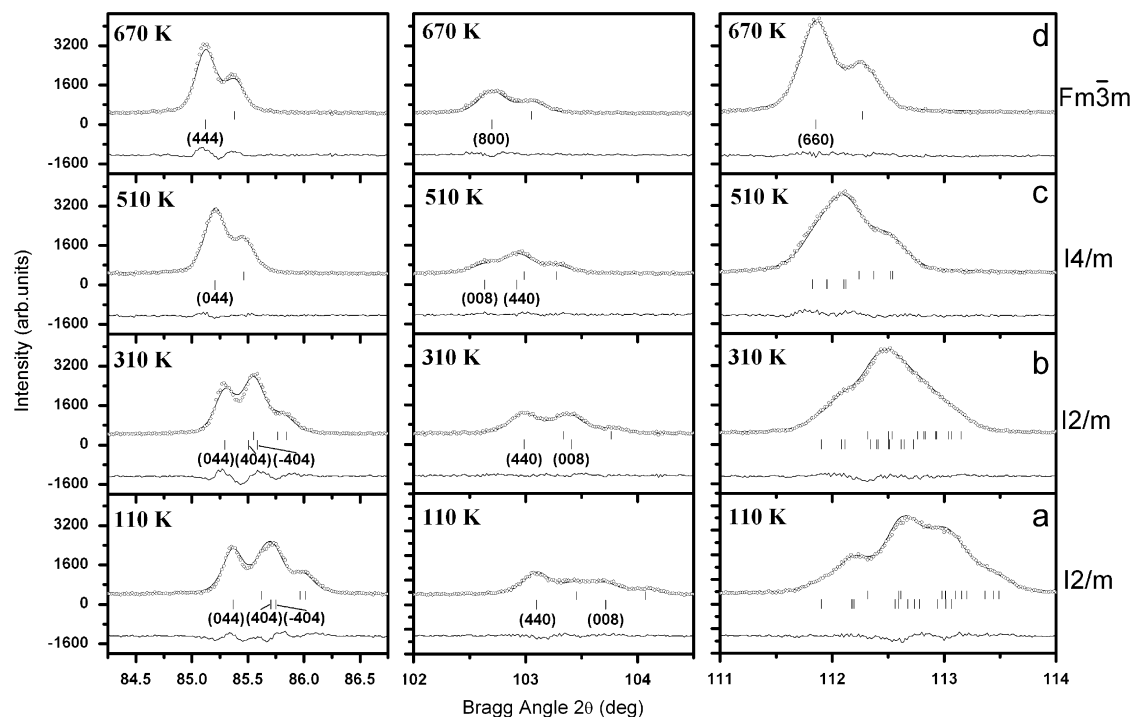 670 K
670 K
670 K
d
3200
1600
0
-1600
(444)
(800)
(660)
Fm3̄m
510 K
510 K
510 K
c
3200
1600
0
-1600
(044)
(008) (440)
I4/m
310 K
310 K
310 K
b
3200
1600
0
-1600
(044) (404) (-404)
(440) (008)
I2/m
110 K
110 K
110 K
a
3200
1600
0
-1600
(044) (404) (-404)
(440) (008)
I2/m
84.5 85.0 85.5 86.0 86.5
102 103 104
111 112 113 114
Intensity (arb.units)
Bragg Angle 2θ (deg)